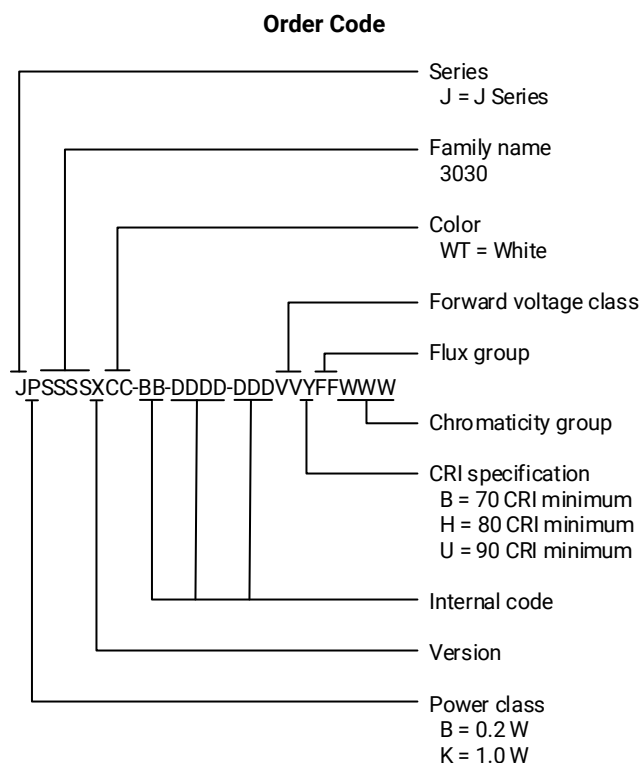 Order Code
Series
J = J Series
Family name
3030
Color
WT = White
Forward voltage class
Flux group
JPSSSSXCC-BB-DDDD-DDDVVYFFWWW
Chromaticity group
CRI specification
B = 70 CRI minimum
H = 80 CRI minimum
U = 90 CRI minimum
Internal code
Version
Power class
B = 0.2 W
K = 1.0 W